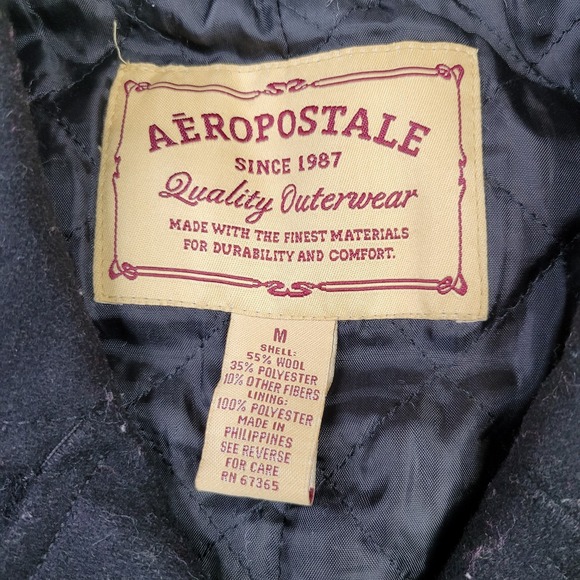 AĒROPOSTALE
SINCE 1987
Quality Outerwear
MADE WITH THE FINEST MATERIALS
FOR DURABILITY AND COMFORT.
M
SHELL:
55% WOOL
35% POLYESTER
10% OTHER FIBERS
LINING:
100% POLYESTER
MADE IN
PHILIPPINES
SEE REVERSE
FOR CARE
RN 67365